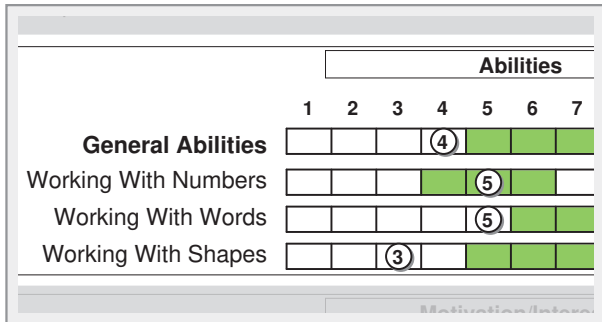 Abilities
1 2 3 4 5 6 7
General Abilities 4
Working With Numbers 5
Working With Words 5
Working With Shapes 3